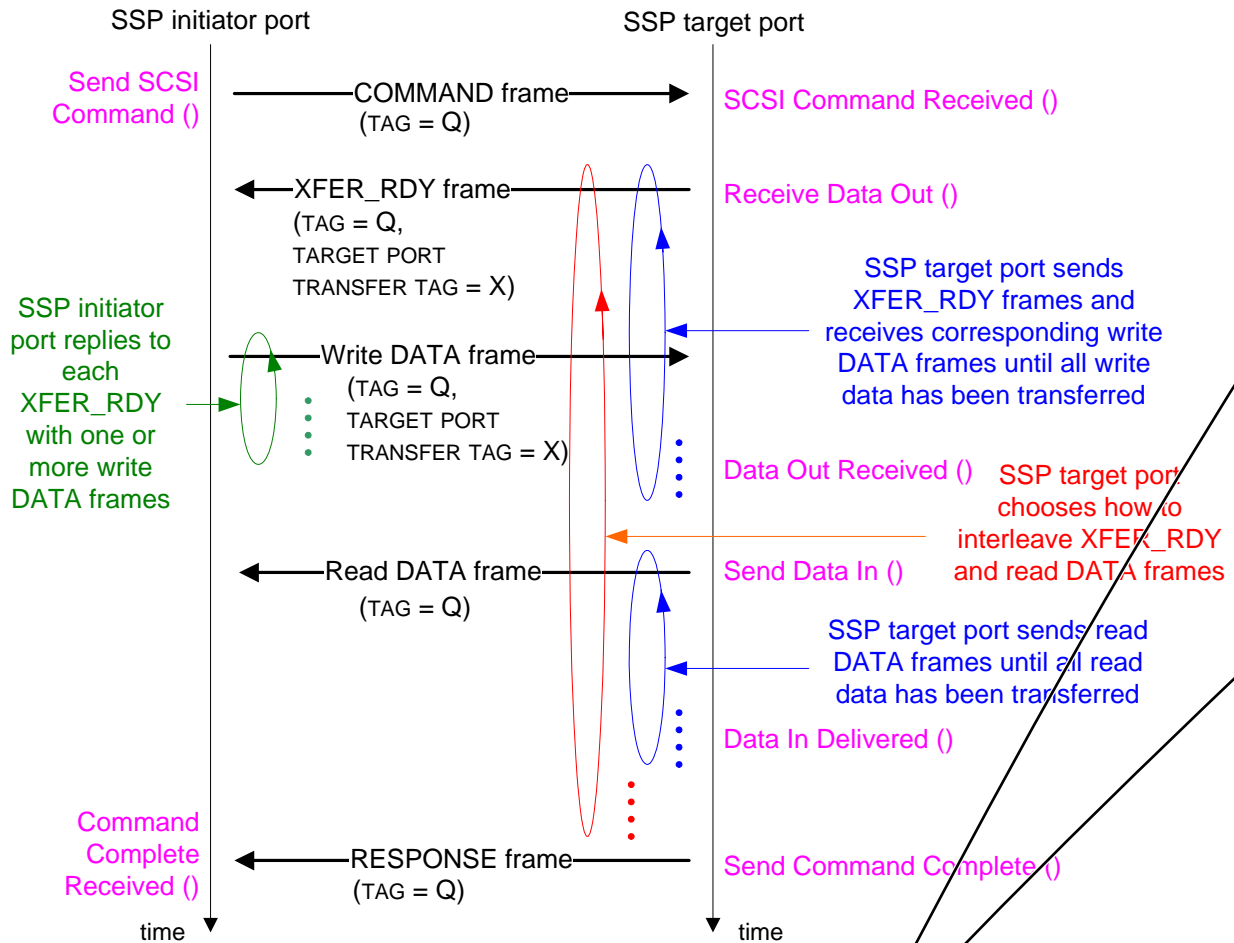 SSP initiator port
SSP target port
Send SCSI
Command ()
COMMAND frame
(TAG = Q)
SCSI Command Received ()
XFER_RDY frame
(TAG = Q,
TARGET PORT
TRANSFER TAG = X)
Receive Data Out ()
SSP target port sends
XFER_RDY frames and
receives corresponding write
DATA frames until all write
data has been transferred
SSP initiator
port replies to
each
XFER_RDY
with one or
more write
DATA frames
Write DATA frame
(TAG = Q,
TARGET PORT
TRANSFER TAG = X)
Data Out Received ()
SSP target port
chooses how to
interleave XFER_RDY
and read DATA frames
Read DATA frame
(TAG = Q)
Send Data In ()
SSP target port sends read
DATA frames until all read
data has been transferred
Data In Delivered ()
Command
Complete
Received ()
RESPONSE frame
(TAG = Q)
Send Command Complete ()
time
time